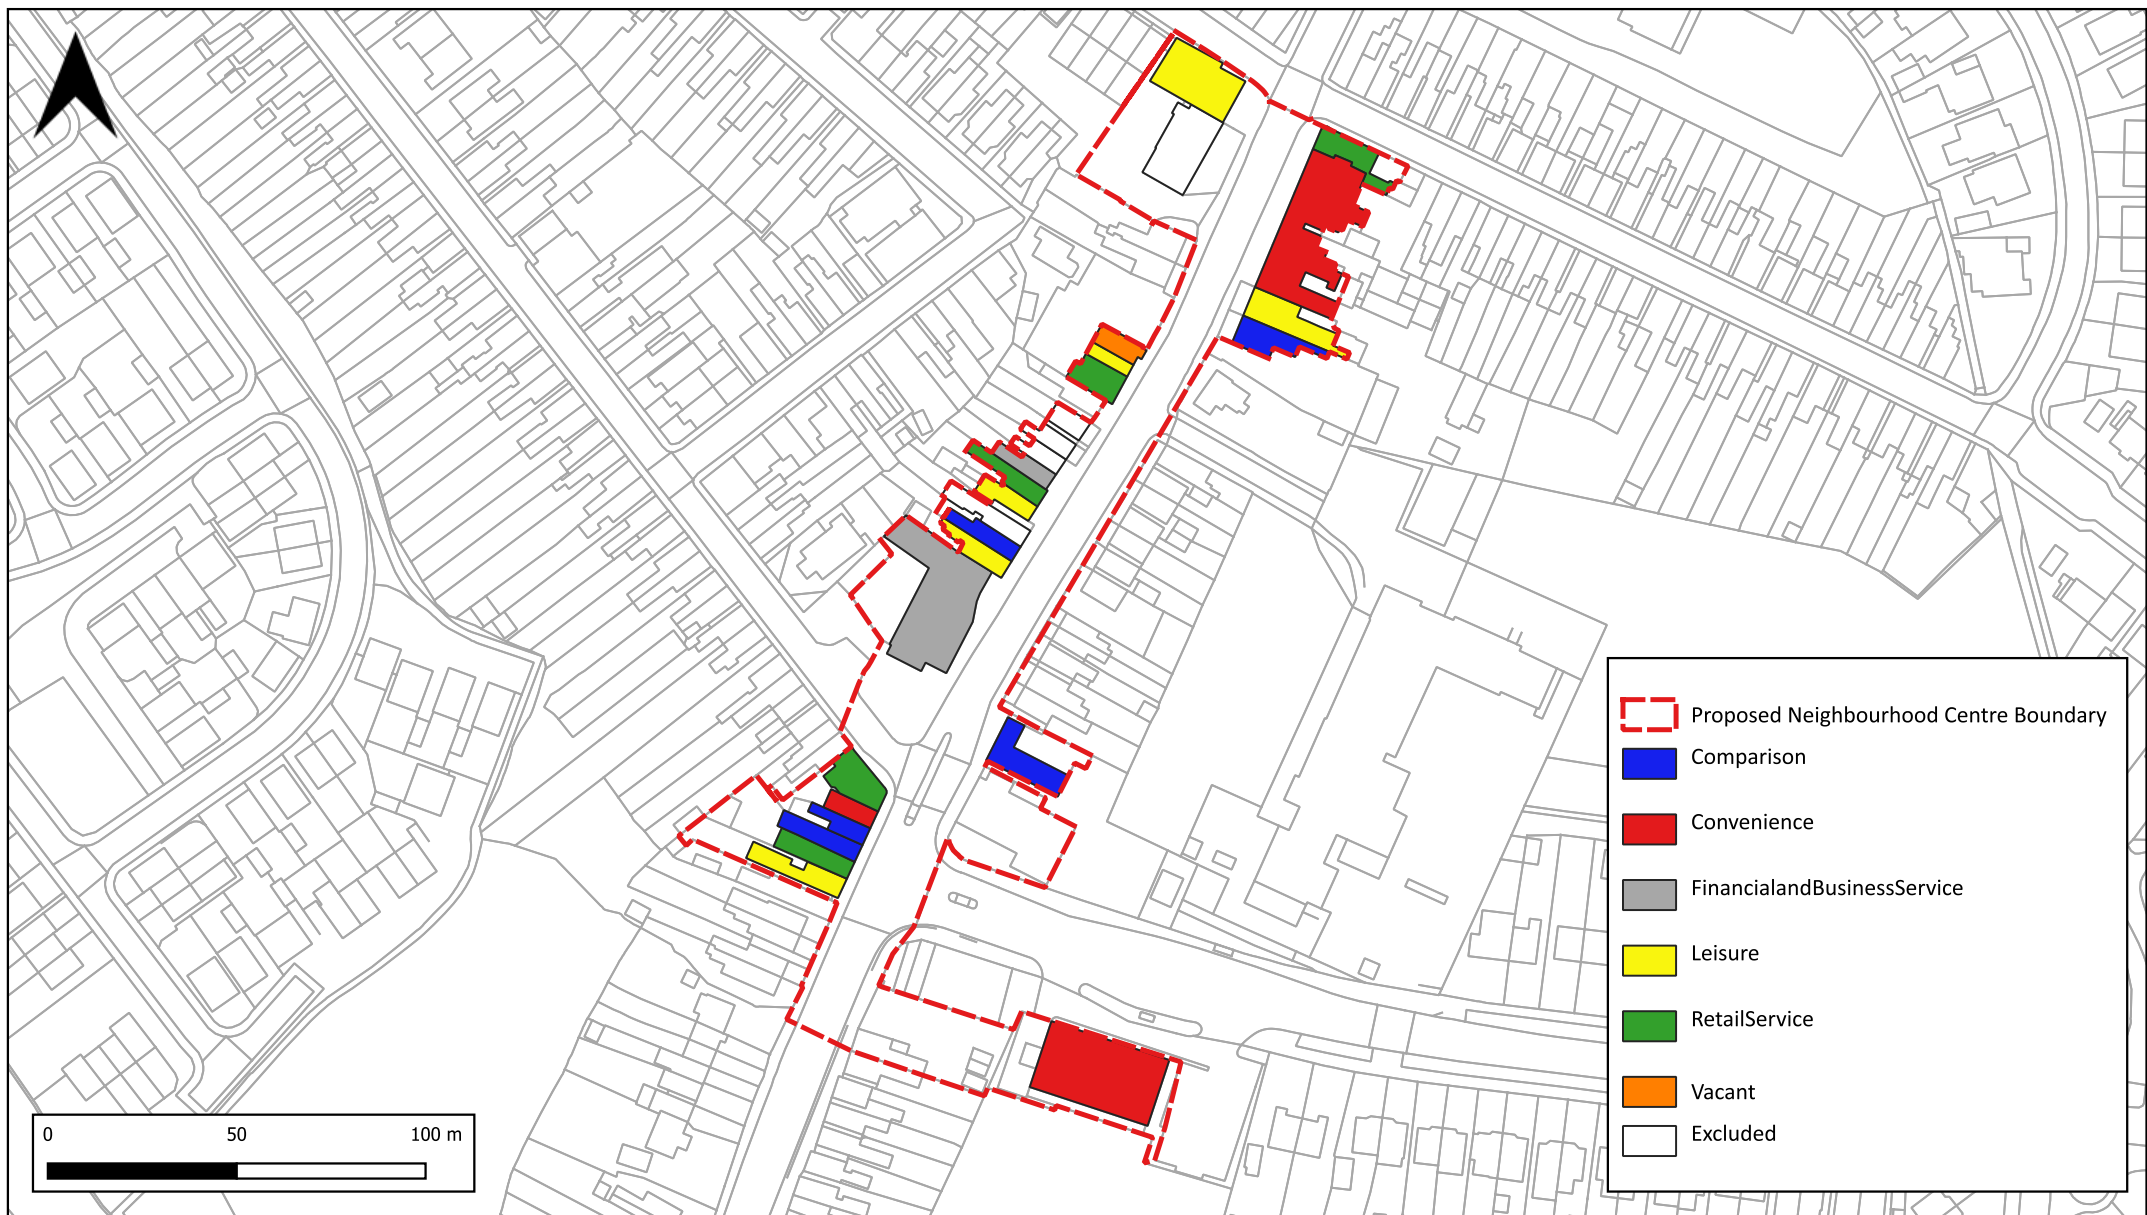 Proposed Neighbourhood Centre Boundary
Comparison
Convenience
FinancialandBusinessService
Leisure
RetailService
Vacant
Excluded
0 50 100 m